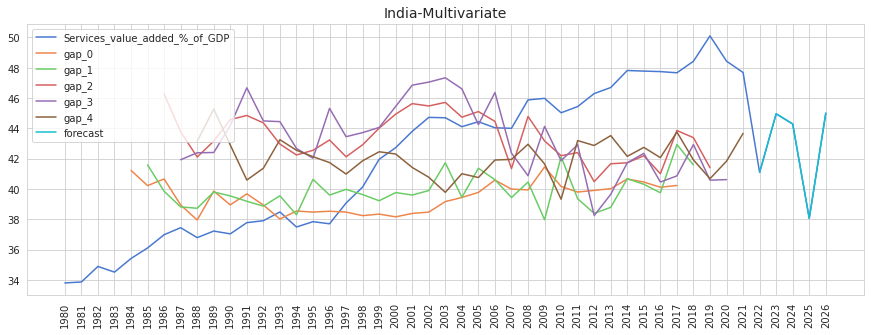 India-Multivariate
Services_value_added_%_of_GDP
gap_0
gap_1
gap_2
gap_3
gap_4
forecast
50
48
46
44
42
40
38
36
34
1980 1981 1982 1983 1984 1985 1986 1987 1988 1989 1990 1991 1992 1993 1994 1995 1996 1997 1998 1999 2000 2001 2002 2003 2004 2005 2006 2007 2008 2009 2010 2011 2012 2013 2014 2015 2016 2017 2018 2019 2020 2021 2022 2023 2024 2025 2026